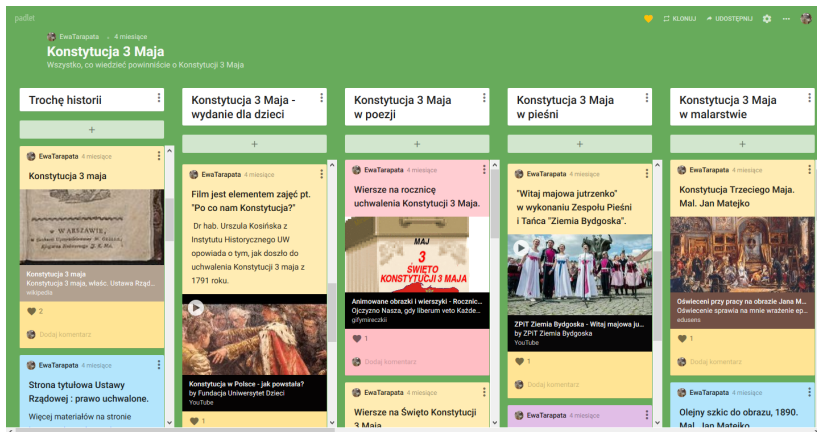 padlet
EwaTarapata 4 miesiące
KLONUJ
UDOSTĘPNIJ
Konstytucja 3 Maja
Wszystko, co wiedzieć powinniście o Konstytucji 3 Maja
Trochę historii
+
EwaTarapata 4 miesiące
Konstytucja 3 maja
w WARSZAWIE,
Konstytucja 3 maja
Konstytucja 3 maja, właśc. Ustawa Rząd...
wikipedia
2
Dodaj komentarz
EwaTarapata 4 miesiące
Strona tytułowa Ustawy
Rządowej : prawo uchwalone.
Więcej materiałów na stronie
Konstytucja 3 Maja -
wydanie dla dzieci
+
EwaTarapata 4 miesiące
Film jest elementem zajęć pt.
"Po co nam Konstytucja?"
Dr hab. Urszula Kosińska z
Instytutu Historycznego UW
opowiada o tym, jak doszło do
uchwalenia Konstytucji 3 maja z
1791 roku.
Konstytucja w Polsce - jak powstała?
by Fundacja Uniwersytet Dzieci
YouTube
1
Konstytucja 3 Maja
w poezji
+
EwaTarapata 4 miesiące
Wiersze na rocznicę
uchwalenia Konstytucji 3 Maja.
MAJ
3
ŚWIĘTO
KONSTYTUCJI 3 MAJA
Animowane obrazki i wierszyki - Rocznic...
Ojczyzno Nasza, gdy liberum veto Każde...
gifymireczkii
1
Dodaj komentarz
EwaTarapata 4 miesiące
Wiersze na Święto Konstytucji
3 Maja
Konstytucja 3 Maja
w pieśni
+
EwaTarapata 4 miesiące
"Witaj majowa jutrzenko"
w wykonaniu Zespołu Pieśni
i Tańca "Ziemia Bydgoska".
ZPiT Ziemia Bydgoska - Witaj majowa ju...
by ZPiT Ziemia Bydgoska
YouTube
1
Dodaj komentarz
EwaTarapata 4 miesiące
Konstytucja 3 Maja
w malarstwie
+
EwaTarapata 4 miesiące
Konstytucja Trzeciego Maja.
Mal. Jan Matejko
Oświeceni przy pracy na obrazie Jana M...
Oświecenie sprawia na mnie wrażenie ep...
edusens
1
Dodaj komentarz
EwaTarapata 4 miesiące
Olejny szkic do obrazu, 1890.
Mal. Jan Matejko